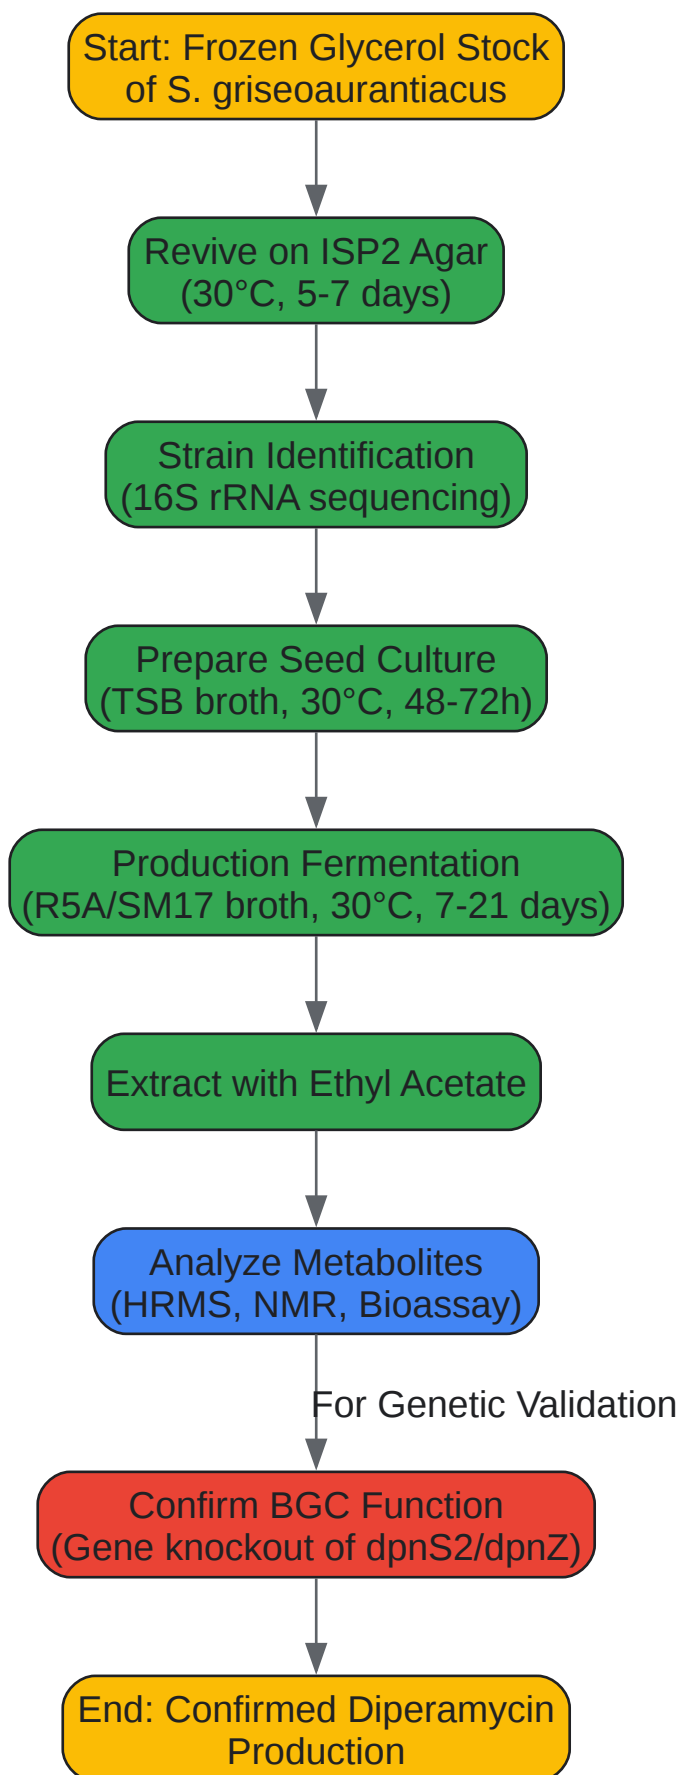 Start: Frozen Glycerol Stock
of S. griseoaurantiacus
Revive on ISP2 Agar
(30°C, 5-7 days)
Strain Identification
(16S rRNA sequencing)
Prepare Seed Culture
(TSB broth, 30°C, 48-72h)
Production Fermentation
(R5A/SM17 broth, 30°C, 7-21 days)
Extract with Ethyl Acetate
Analyze Metabolites
(HRMS, NMR, Bioassay)
For Genetic Validation
Confirm BGC Function
(Gene knockout of dpnS2/dpnZ)
End: Confirmed Diperamycin
Production